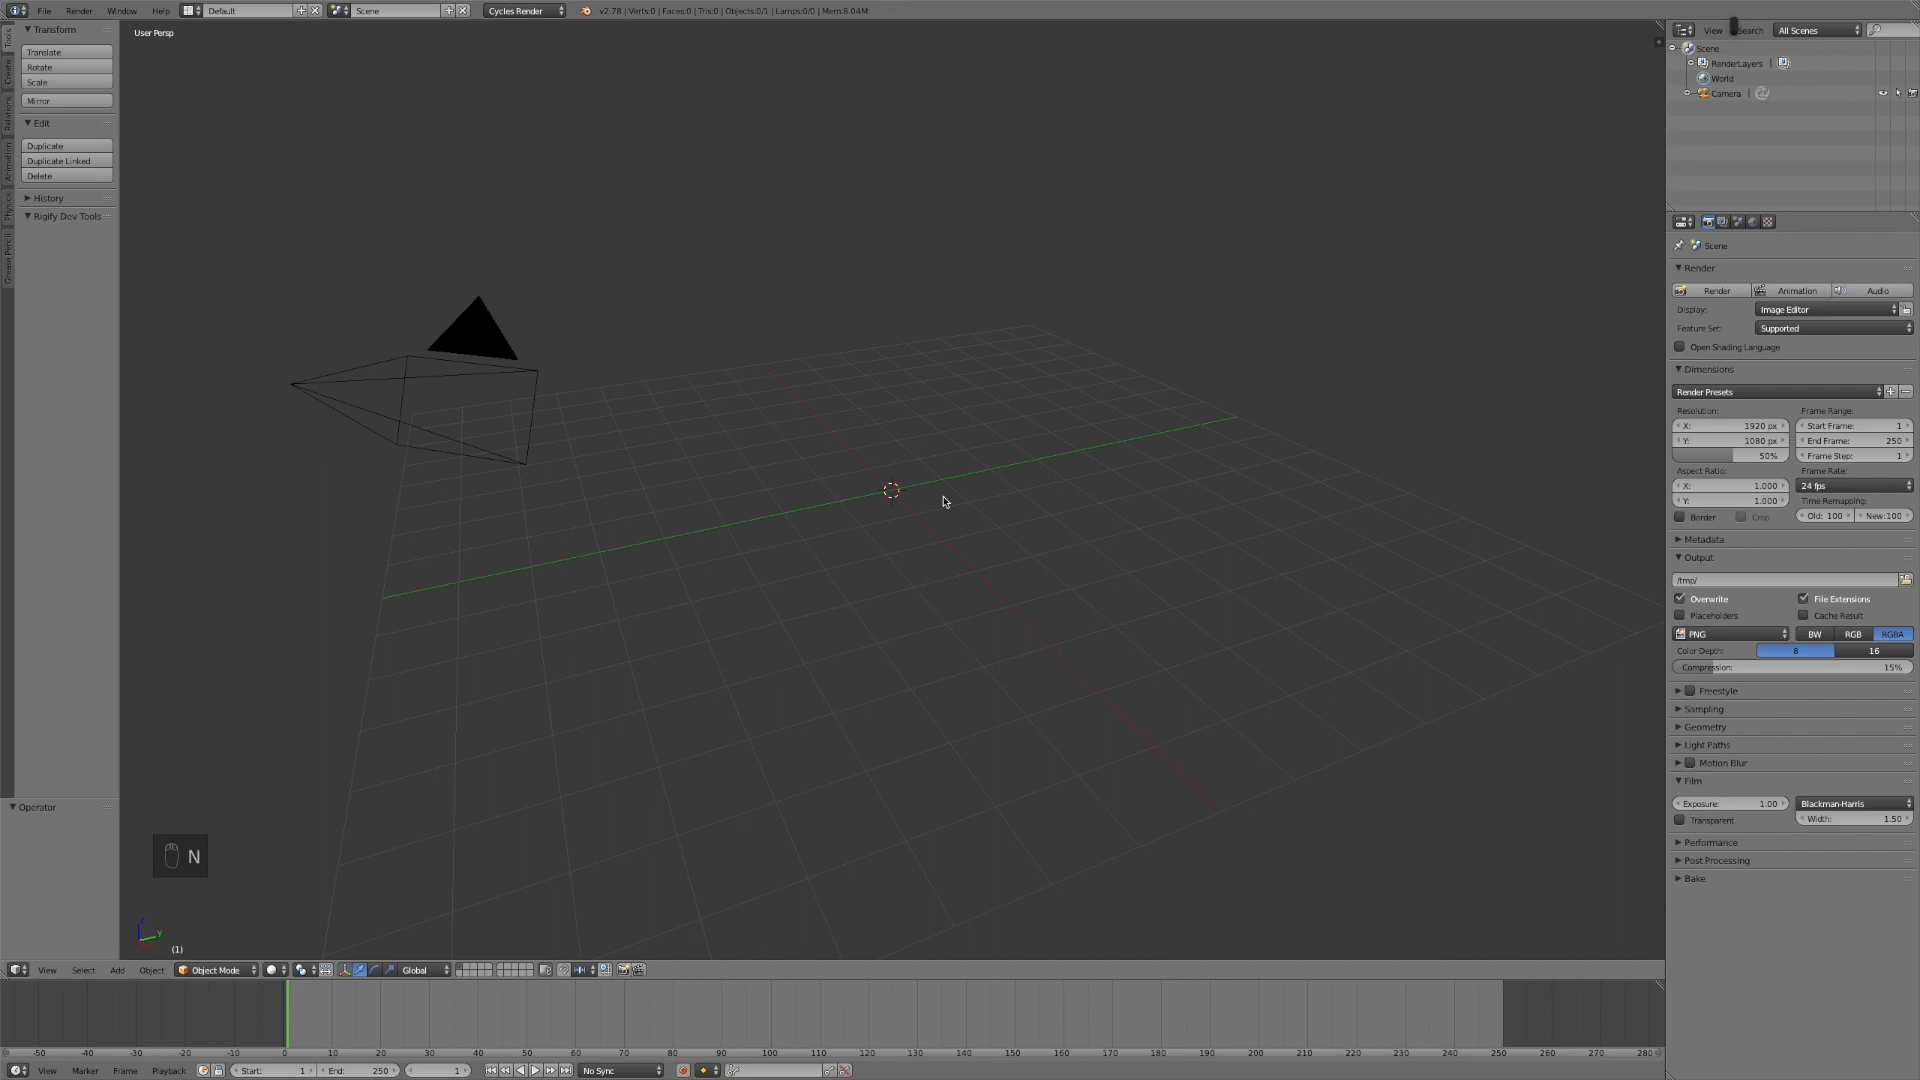 File Render Window Help Default Scene Cycles Render v2.78 | Verts:0 | Faces:0 | Tris:0 | Objects:0/1 | Lamps:0/0 | Mem:8.04M
User Persp
Tools
Create
Relations
Animation
Physics
Grease Pencil
Transform
Translate
Rotate
Scale
Mirror
Edit
Duplicate
Duplicate Linked
Delete
History
Rigify Dev Tools
Operator
N
z
y
(1)
View Select Add Object Object Mode Global
-50 -40 -30 -20 -10 0 10 20 30 40 50 60 70 80 90 100 110 120 130 140 150 160 170 180 190 200 210 220 230 240 250 260 270 280
View Marker Frame Playback Start: 1 End: 250 1 No Sync
View Search All Scenes
Scene
RenderLayers |
World
Camera |
Scene
Render
Render Animation Audio
Display: Image Editor
Feature Set: Supported
Open Shading Language
Dimensions
Render Presets
Resolution: Frame Range:
X: 1920 px Start Frame: 1
Y: 1080 px End Frame: 250
50% Frame Step: 1
Aspect Ratio: Frame Rate:
X: 1.000 24 fps
Y: 1.000 Time Remapping:
Border Crop Old: 100 New:100
Metadata
Output
/tmp/
Overwrite File Extensions
Placeholders Cache Result
PNG BW RGB RGBA
Color Depth: 8 16
Compression: 15%
Freestyle
Sampling
Geometry
Light Paths
Motion Blur
Film
Exposure: 1.00 Blackman-Harris
Transparent Width: 1.50
Performance
Post Processing
Bake